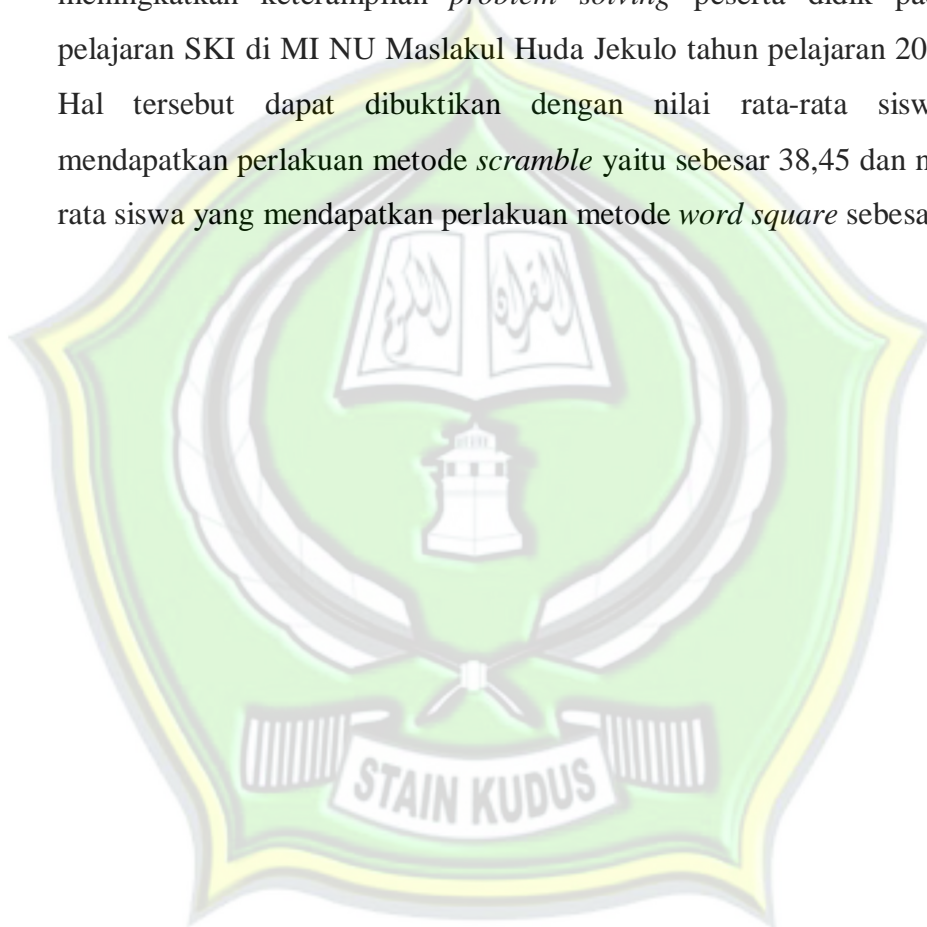 meningkatkan keterampilan problem solving peserta didik
pelajaran SKI di MI NU Maslakul Huda Jekulo tahun pelajaran 20
Hal tersebut dapat dibuktikan dengan nilai rata-rata sisw
mendapatkan perlakuan metode scramble yaitu sebesar 38,45 dan
rata siswa yang mendapatkan perlakuan metode word square sebesa
القرآن
الكريم
STAIN KUDUS